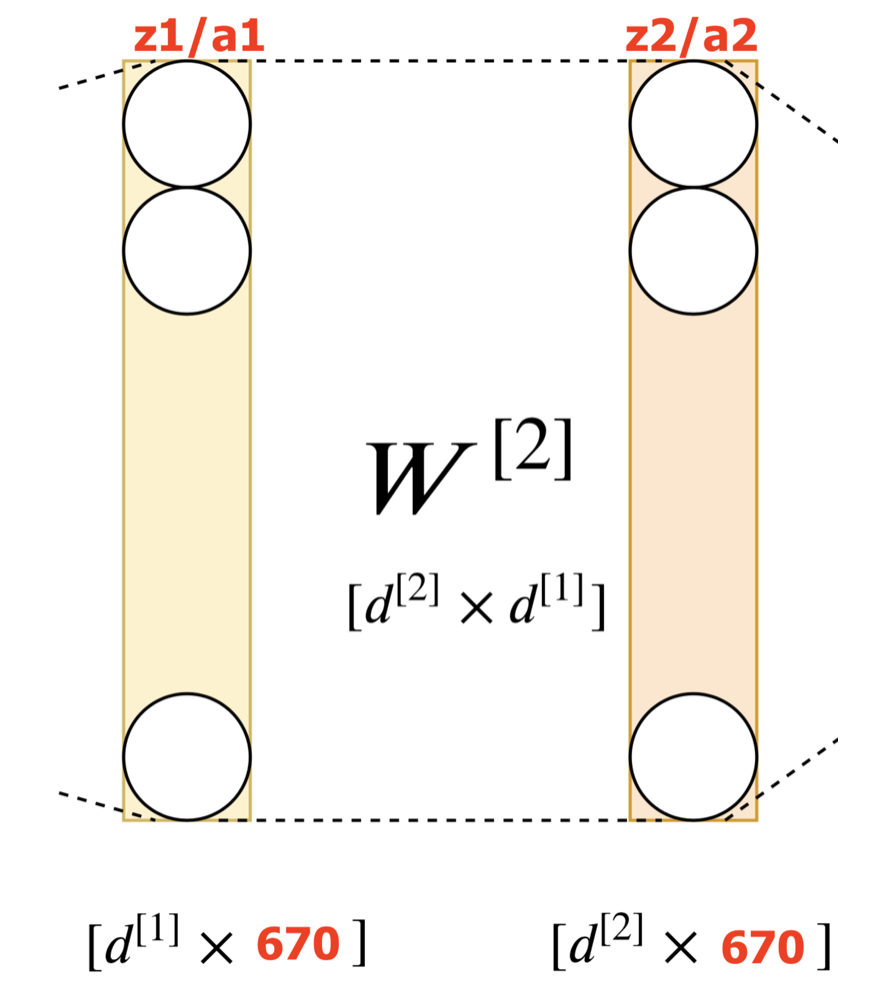 z1/a1 z2/a2
W^{[2]}
[d^{[2]} × d^{[1]}]
[d^{[1]} × 670 ] [d^{[2]} × 670 ]